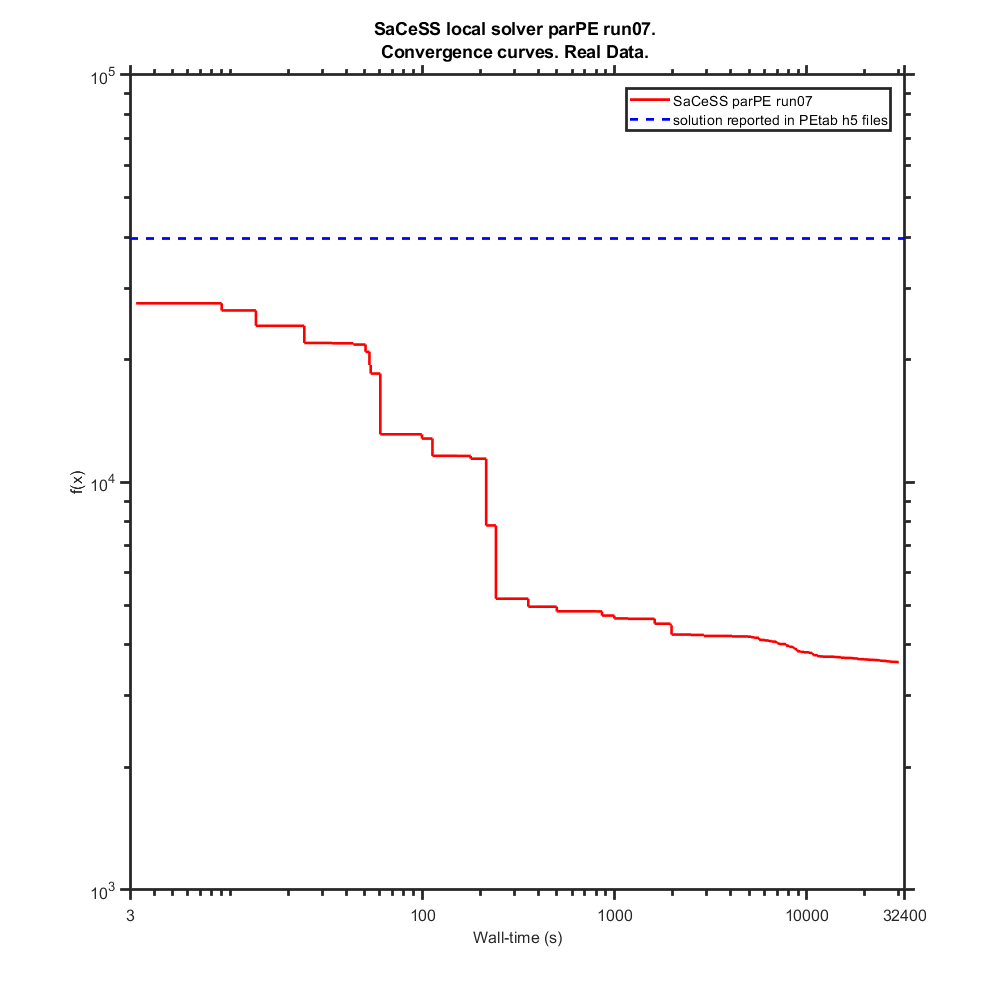 SaCeSS local solver parPE run07.
Convergence curves. Real Data.
10^5
SaCeSS parPE run07
solution reported in PEtab h5 files
f(x)
10^4
10^3
3
100
1000
10000
32400
Wall-time (s)